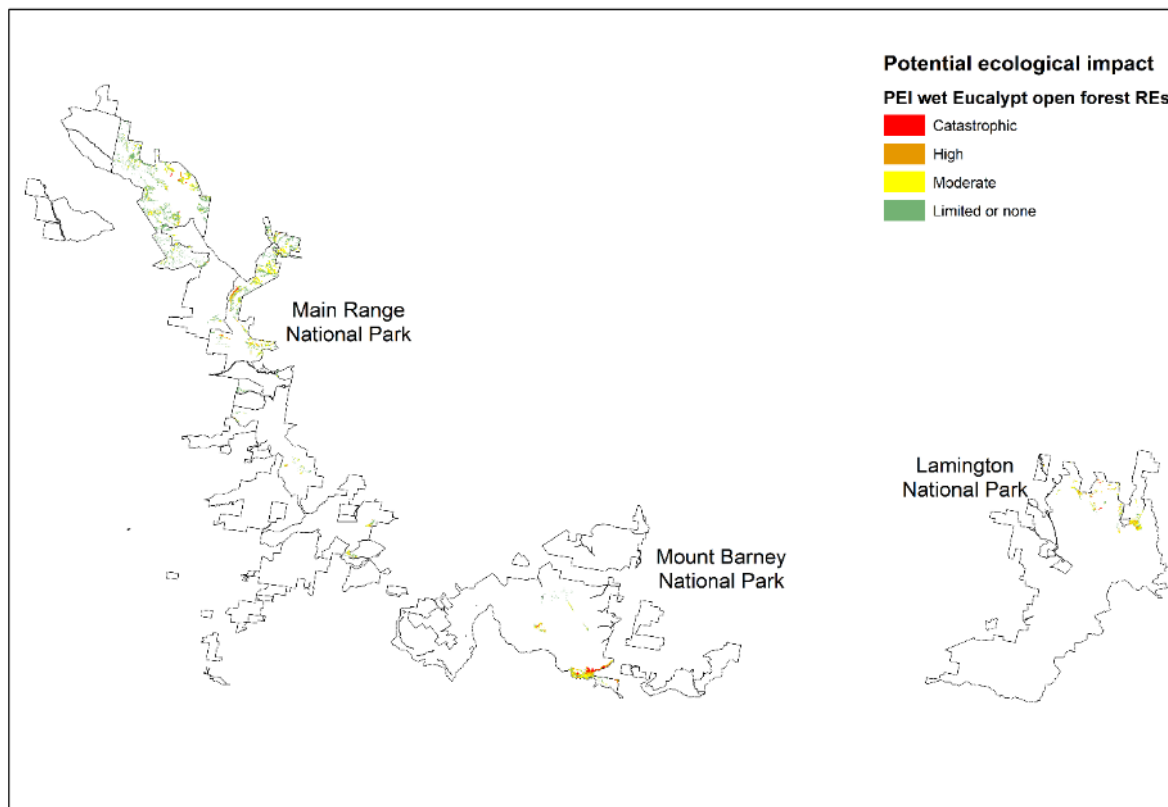 Potential ecological impact
PEI wet Eucalypt open forest REs
Catastrophic
High
Moderate
Limited or none
Main Range
National Park
Lamington
National Park
Mount Barney
National Park